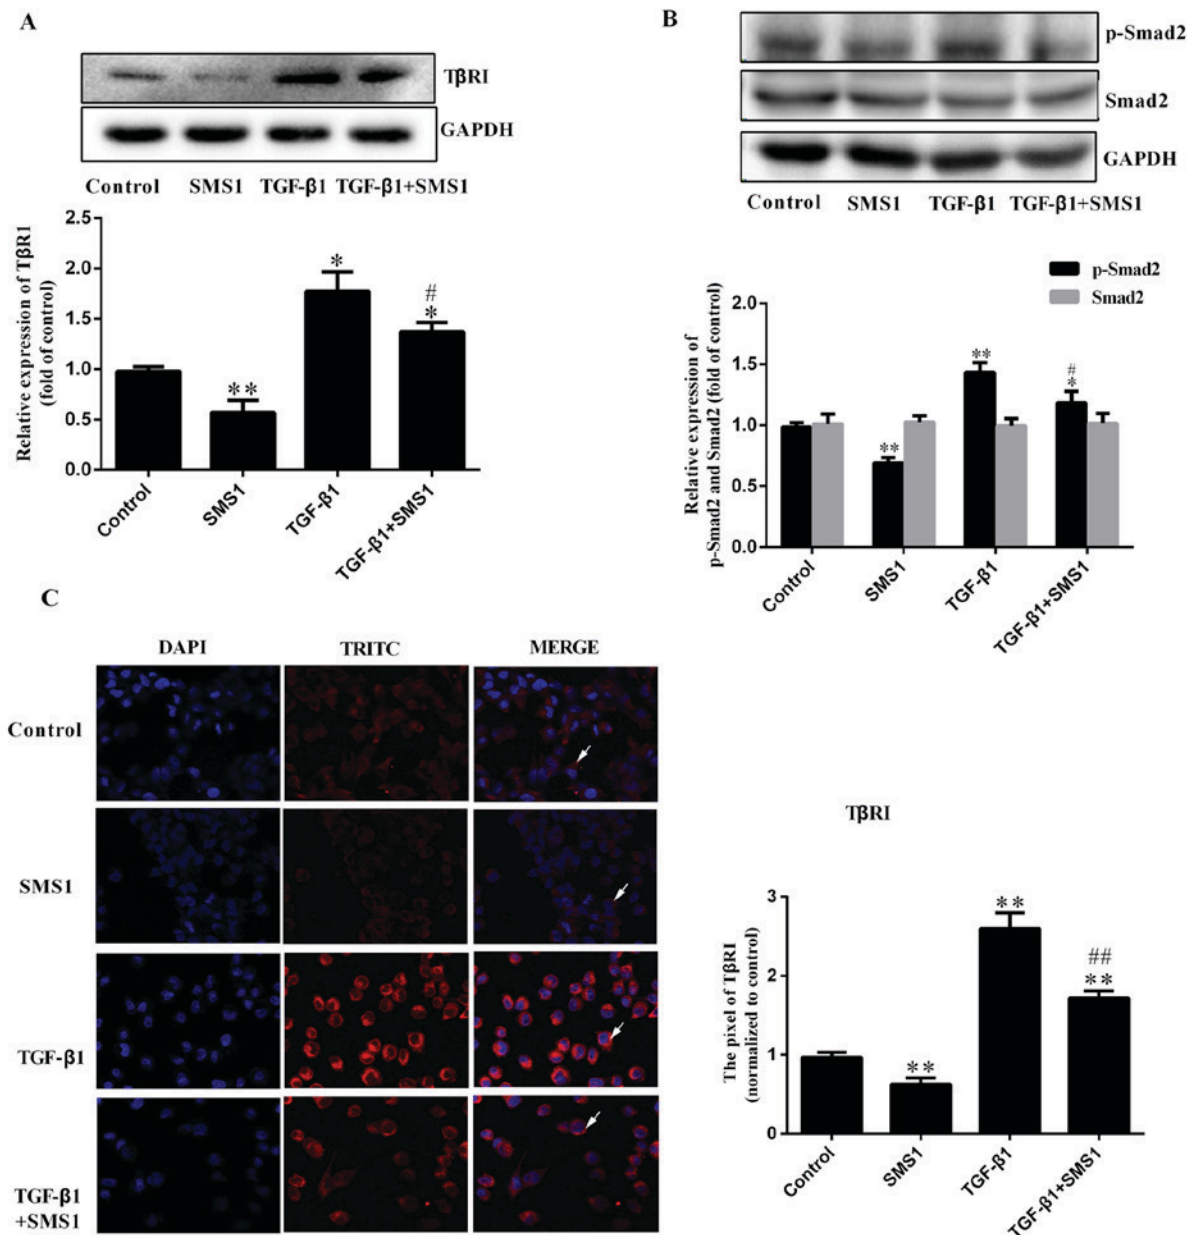 A
TβRI
GAPDH
Control SMS1 TGF-β1 TGF-β1+SMS1
Relative expression of TβR1
(fold of control)
2.5
2.0
1.5
1.0
0.5
0.0
**
*
#
*
Control
SMS1
TGF-β1
TGF-β1+SMS1
B
p-Smad2
Smad2
GAPDH
Control SMS1 TGF-β1 TGF-β1+SMS1
p-Smad2
Smad2
Relative expression of
p-Smad2 and Smad2 (fold of control)
2.0
1.5
1.0
0.5
0.0
**
**
#
*
Control
SMS1
TGF-β1
TGF-β1+SMS1
C
DAPI TRITC MERGE
Control
SMS1
TGF-β1
TGF-β1
+SMS1
TβRI
The pixel of TβRI
(normalized to control)
3
2
1
0
**
**
##
**
Control
SMS1
TGF-β1
TGF-β1+SMS1